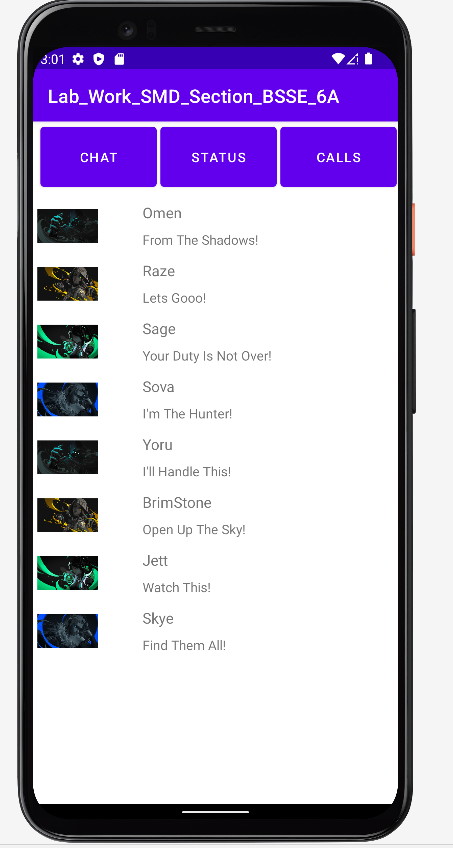 3:01
Lab_Work_SMD_Section_BSSE_6A
CHAT STATUS CALLS
Omen
From The Shadows!
Raze
Lets Gooo!
Sage
Your Duty Is Not Over!
Sova
I'm The Hunter!
Yoru
I'll Handle This!
BrimStone
Open Up The Sky!
Jett
Watch This!
Skye
Find Them All!